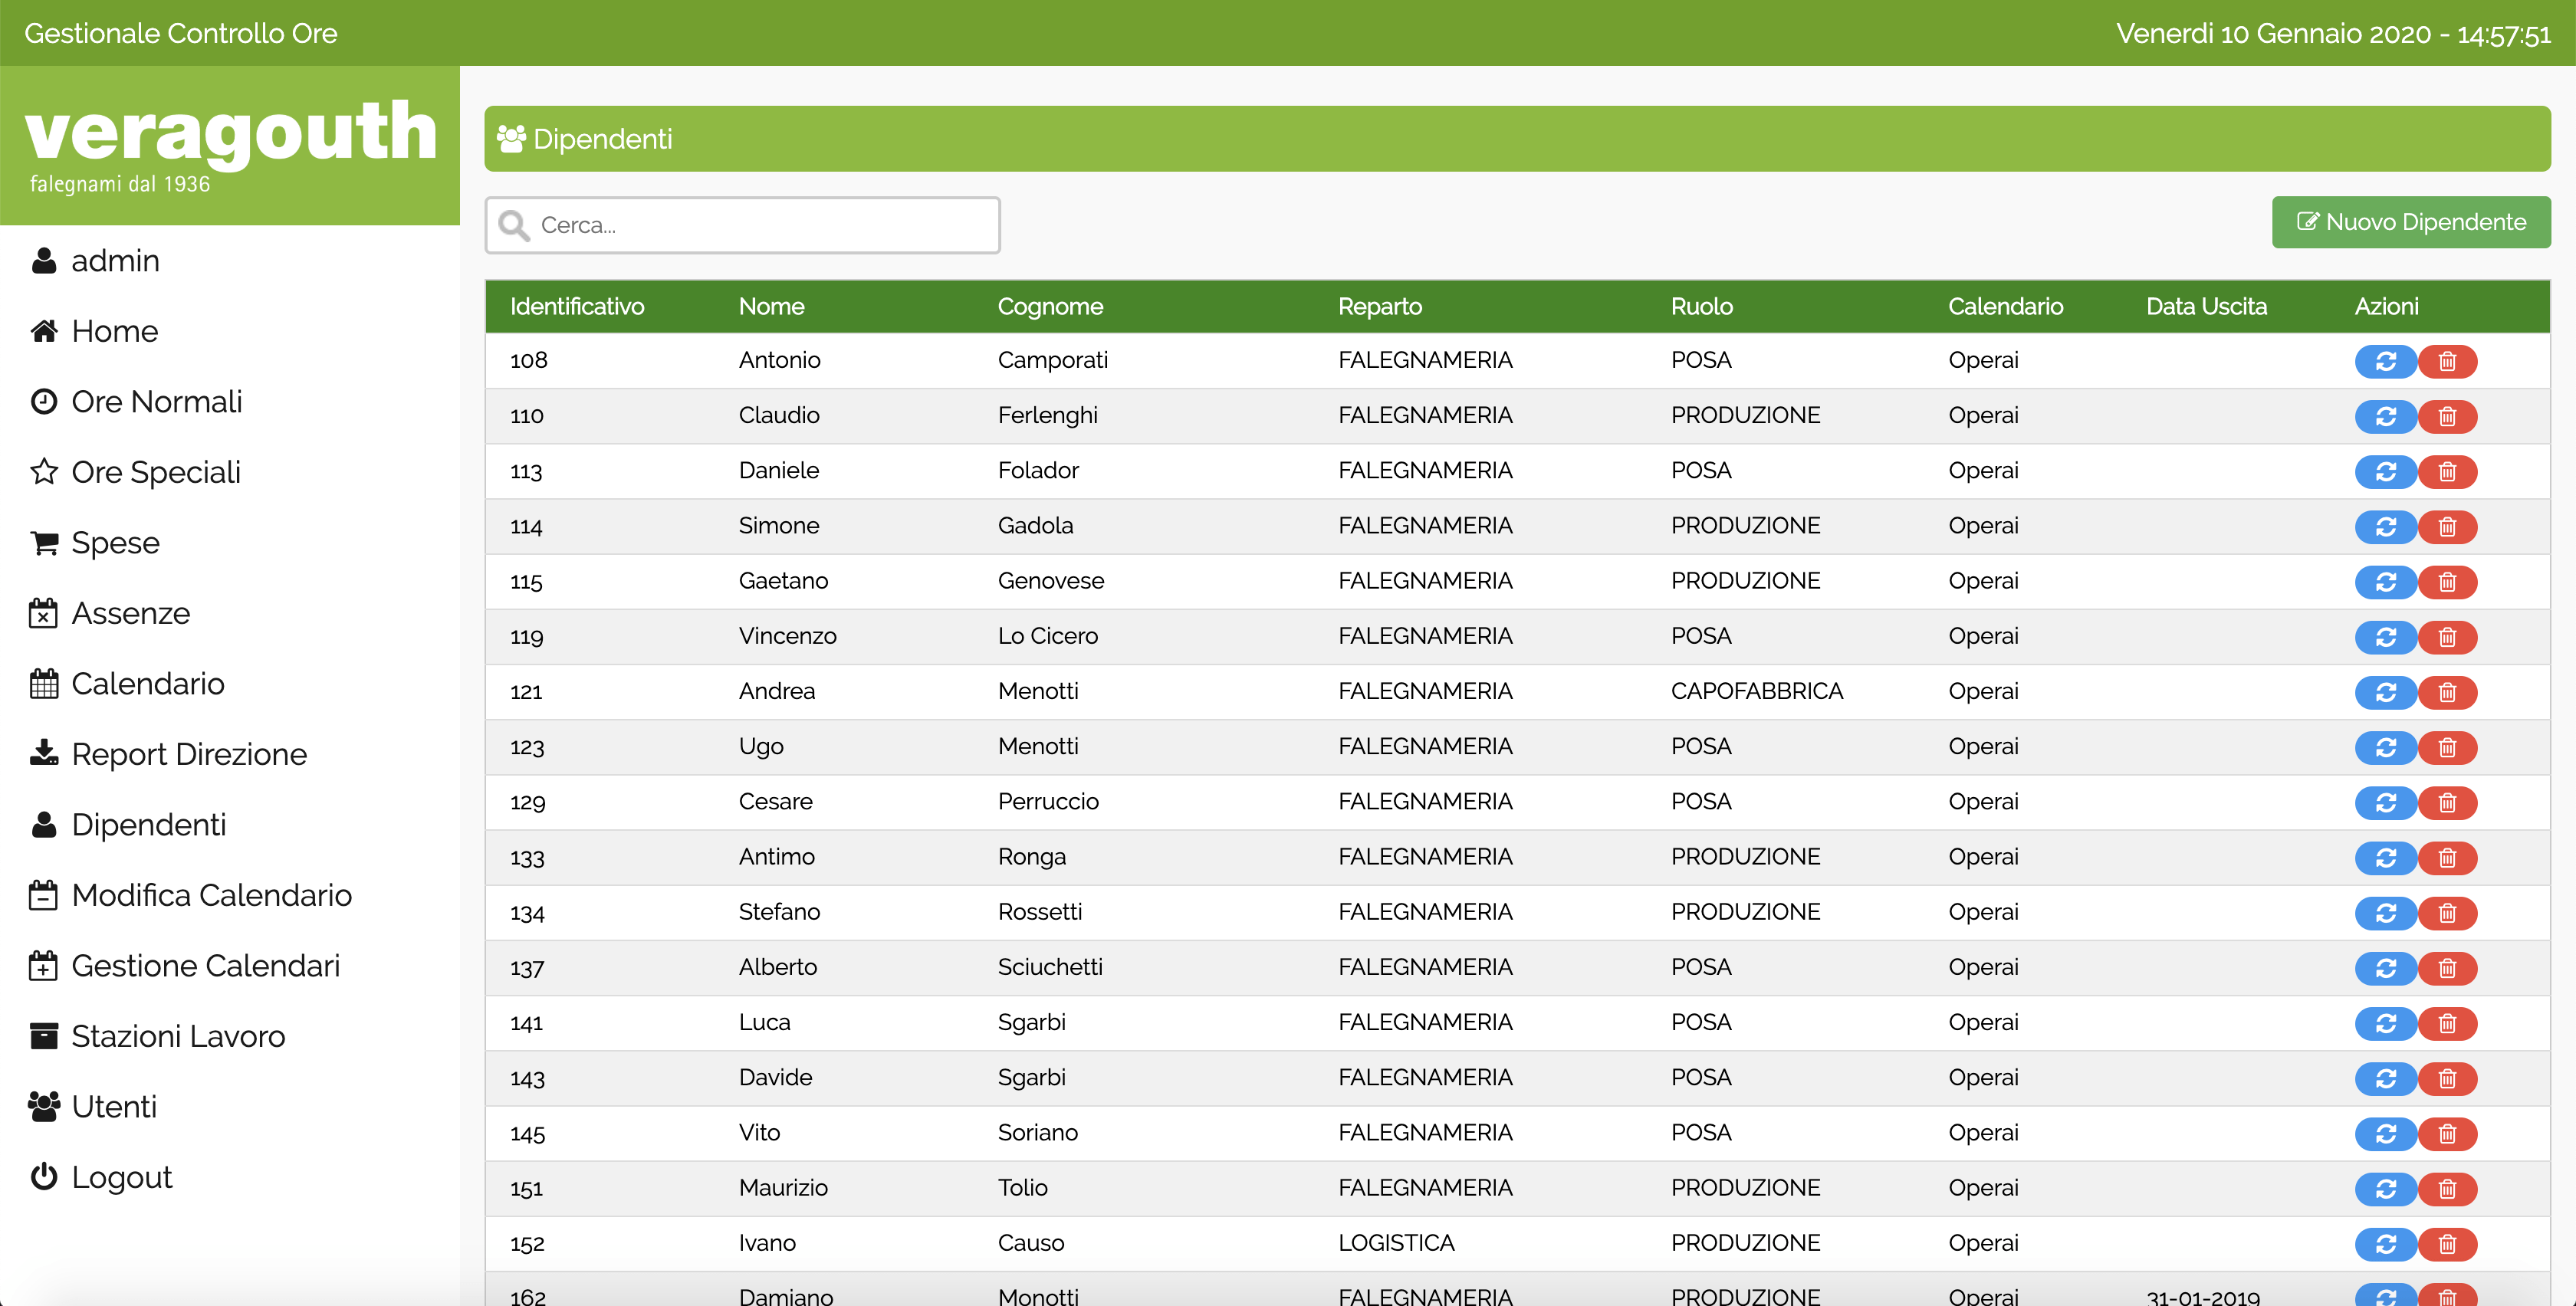 Gestionale Controllo Ore
Venerdi 10 Gennaio 2020 - 14:57:51
veragouth
falegnami dal 1936
admin
Home
Ore Normali
Ore Speciali
Spese
Assenze
Calendario
Report Direzione
Dipendenti
Modifica Calendario
Gestione Calendari
Stazioni Lavoro
Utenti
Logout
Dipendenti
Cerca...
Nuovo Dipendente
Identificativo Nome Cognome Reparto Ruolo Calendario Data Uscita Azioni
108 Antonio Camporati FALEGNAMERIA POSA Operai
110 Claudio Ferlenghi FALEGNAMERIA PRODUZIONE Operai
113 Daniele Folador FALEGNAMERIA POSA Operai
114 Simone Gadola FALEGNAMERIA PRODUZIONE Operai
115 Gaetano Genovese FALEGNAMERIA PRODUZIONE Operai
119 Vincenzo Lo Cicero FALEGNAMERIA POSA Operai
121 Andrea Menotti FALEGNAMERIA CAPOFABBRICA Operai
123 Ugo Menotti FALEGNAMERIA POSA Operai
129 Cesare Perruccio FALEGNAMERIA POSA Operai
133 Antimo Ronga FALEGNAMERIA PRODUZIONE Operai
134 Stefano Rossetti FALEGNAMERIA PRODUZIONE Operai
137 Alberto Sciuchetti FALEGNAMERIA POSA Operai
141 Luca Sgarbi FALEGNAMERIA POSA Operai
143 Davide Sgarbi FALEGNAMERIA POSA Operai
145 Vito Soriano FALEGNAMERIA POSA Operai
151 Maurizio Tolio FALEGNAMERIA PRODUZIONE Operai
152 Ivano Causo LOGISTICA PRODUZIONE Operai
162 Damiano Monotti FALEGNAMERIA PRODUZIONE Operai 31-01-2019